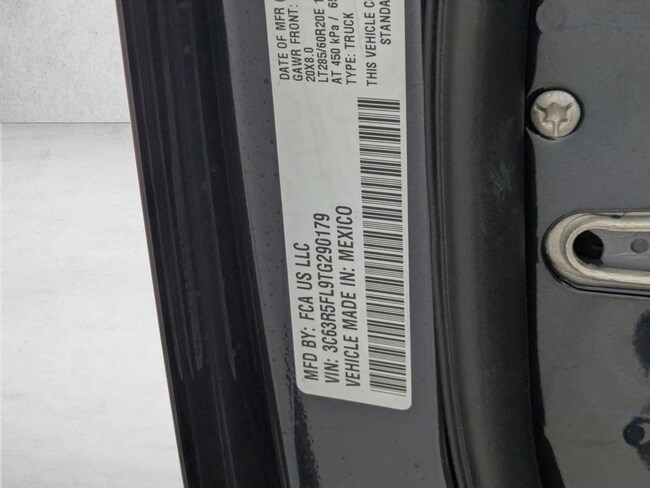 DATE OF MFR
GAWR FRONT:
20X8.0
LT285/60R20E
AT 450 kPa /
TYPE: TRUCK
THIS VEHICLE
STANDA
MFD BY: FCA US LLC
VIN: 3C63R5FL9TG290179
VEHICLE MADE IN: MEXICO